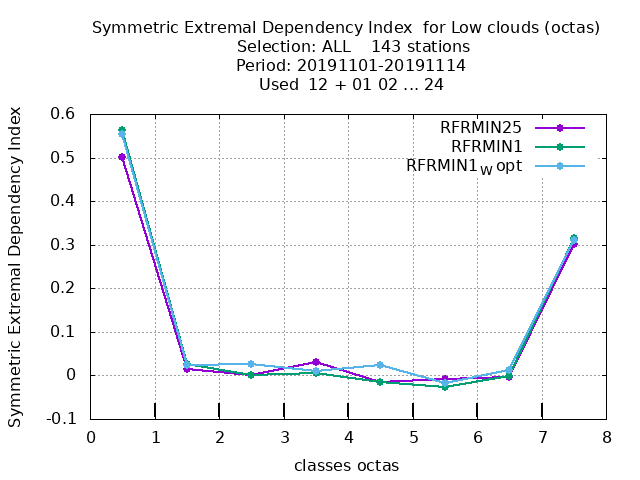 Symmetric Extremal Dependency Index for Low clouds (octas)
Selection: ALL 143 stations
Period: 20191101-20191114
Used 12 + 01 02 ... 24
Symmetric Extremal Dependency Index
0.6
0.5
0.4
0.3
0.2
0.1
0
-0.1
RFRMIN25
RFRMIN1
RFRMIN1W opt
0 1 2 3 4 5 6 7 8
classes octas